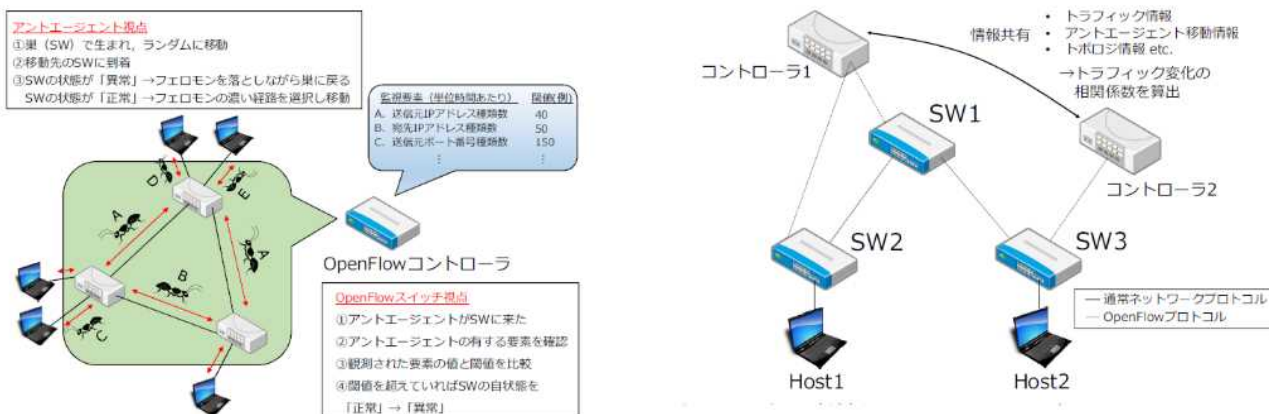 アントエージェント視点
①巣（SW）で生まれ，ランダムに移動
②移動先のSWに到着
③SWの状態が「異常」→フェロモンを落としながら巣に戻る
SWの状態が「正常」→フェロモンの濃い経路を選択し移動
監視要素（単位時間あたり） 閾値(例)
A. 送信元IPアドレス種類数 40
B. 宛先IPアドレス種類数 50
C. 送信元ポート番号種類数 150
⋮ ⋮
D
E
A
A
B
C
OpenFlowコントローラ
OpenFlowスイッチ視点
①アントエージェントがSWに来た
②アントエージェントの有する要素を確認
③観測された要素の値と閾値を比較
④閾値を超えていればSWの自状態を
「正常」→「異常」
情報共有
• トラフィック情報
• アントエージェント移動情報
• トポロジ情報 etc.
→トラフィック変化の
相関係数を算出
コントローラ1
SW1
コントローラ2
SW2
SW3
Host1
Host2
通常ネットワークプロトコル
OpenFlowプロトコル